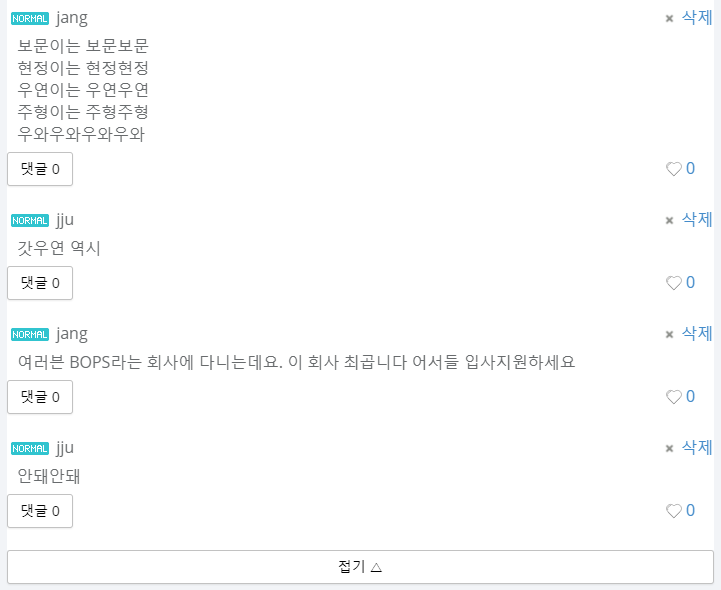 NORMAL jang × 삭제
보문이는 보문보문
현정이는 현정현정
우연이는 우연우연
주형이는 주형주형
우와우와우와우와
댓글 0 ♡ 0
NORMAL jju × 삭제
갓우연 역시
댓글 0 ♡ 0
NORMAL jang × 삭제
여러븐 BOPS라는 회사에 다니는데요. 이 회사 최곱니다 어서들 입사지원하세요
댓글 0 ♡ 0
NORMAL jju × 삭제
안돼안돼
댓글 0 ♡ 0
접기 △